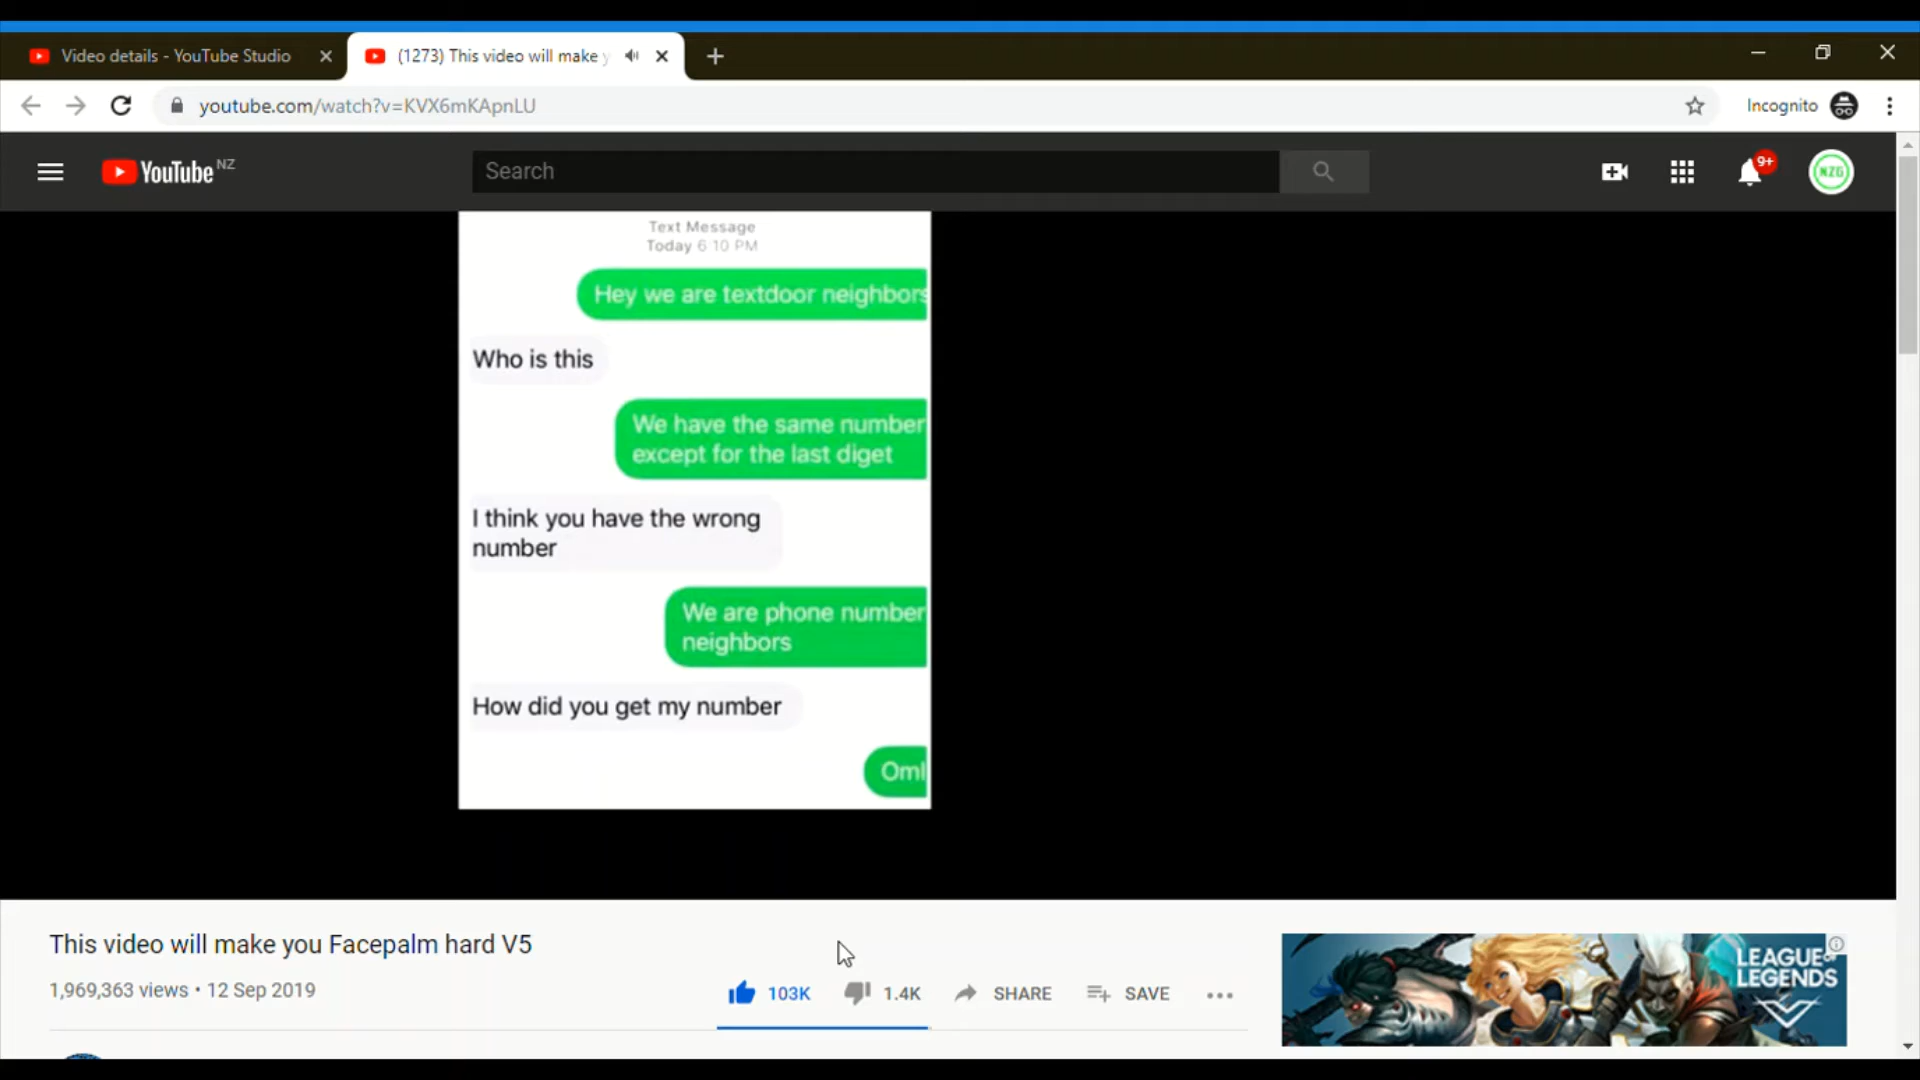 Video details - YouTube Studio
(1273) This video will make y
youtube.com/watch?v=KVX6mKApnLU
Incognito
YouTube NZ
Search
9+
NZG
Text Message
Today 6:10 PM
Hey we are textdoor neighbors
Who is this
We have the same number
except for the last diget
I think you have the wrong
number
We are phone number
neighbors
How did you get my number
Oml
This video will make you Facepalm hard V5
1,969,363 views • 12 Sep 2019
103K
1.4K
SHARE
SAVE
LEAGUE OF
LEGENDS